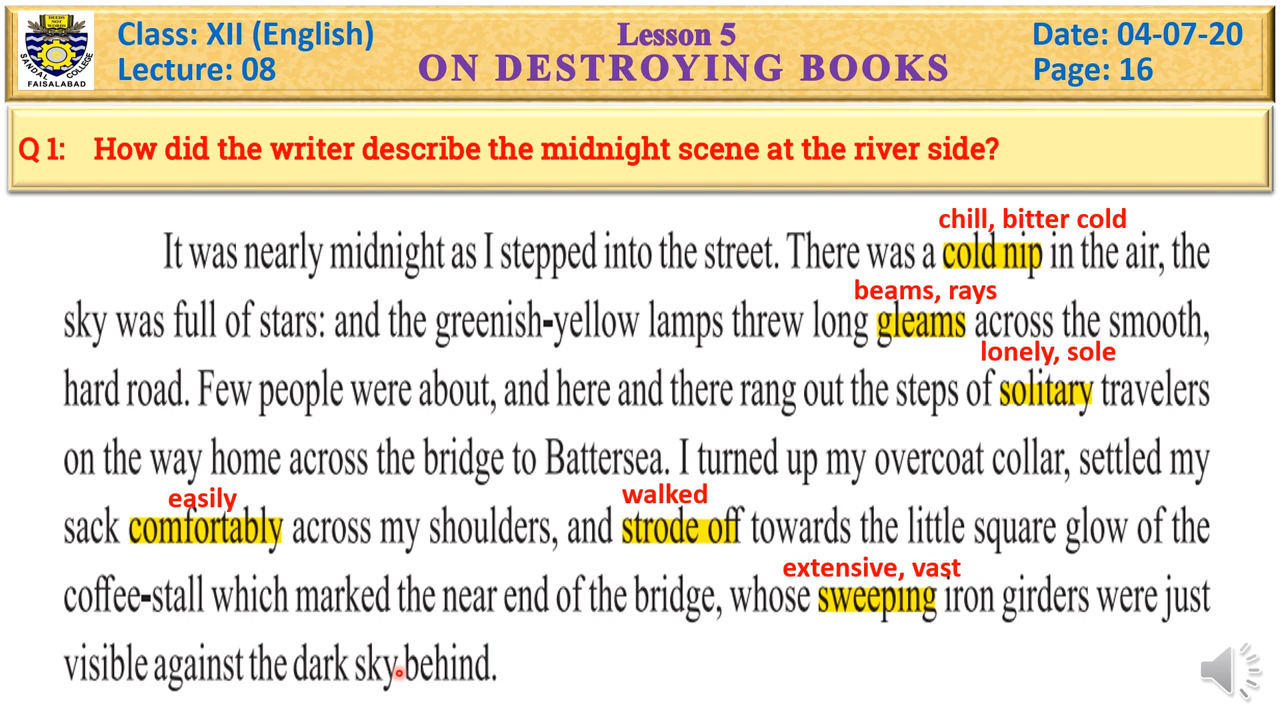 DEEDS
NOT
WORDS
SANDAL COLLEGE
FAISALABAD
Class: XII (English)
Lecture: 08
Lesson 5
ON DESTROYING BOOKS
Date: 04-07-20
Page: 16
Q 1: How did the writer describe the midnight scene at the river side?
chill, bitter cold
It was nearly midnight as I stepped into the street. There was a cold nip in the air, the
beams, rays
sky was full of stars: and the greenish-yellow lamps threw long gleams across the smooth,
lonely, sole
hard road. Few people were about, and here and there rang out the steps of solitary travelers
on the way home across the bridge to Battersea. I turned up my overcoat collar, settled my
easily walked
sack comfortably across my shoulders, and strode off towards the little square glow of the
extensive, vast
coffee-stall which marked the near end of the bridge, whose sweeping iron girders were just
visible against the dark sky behind.